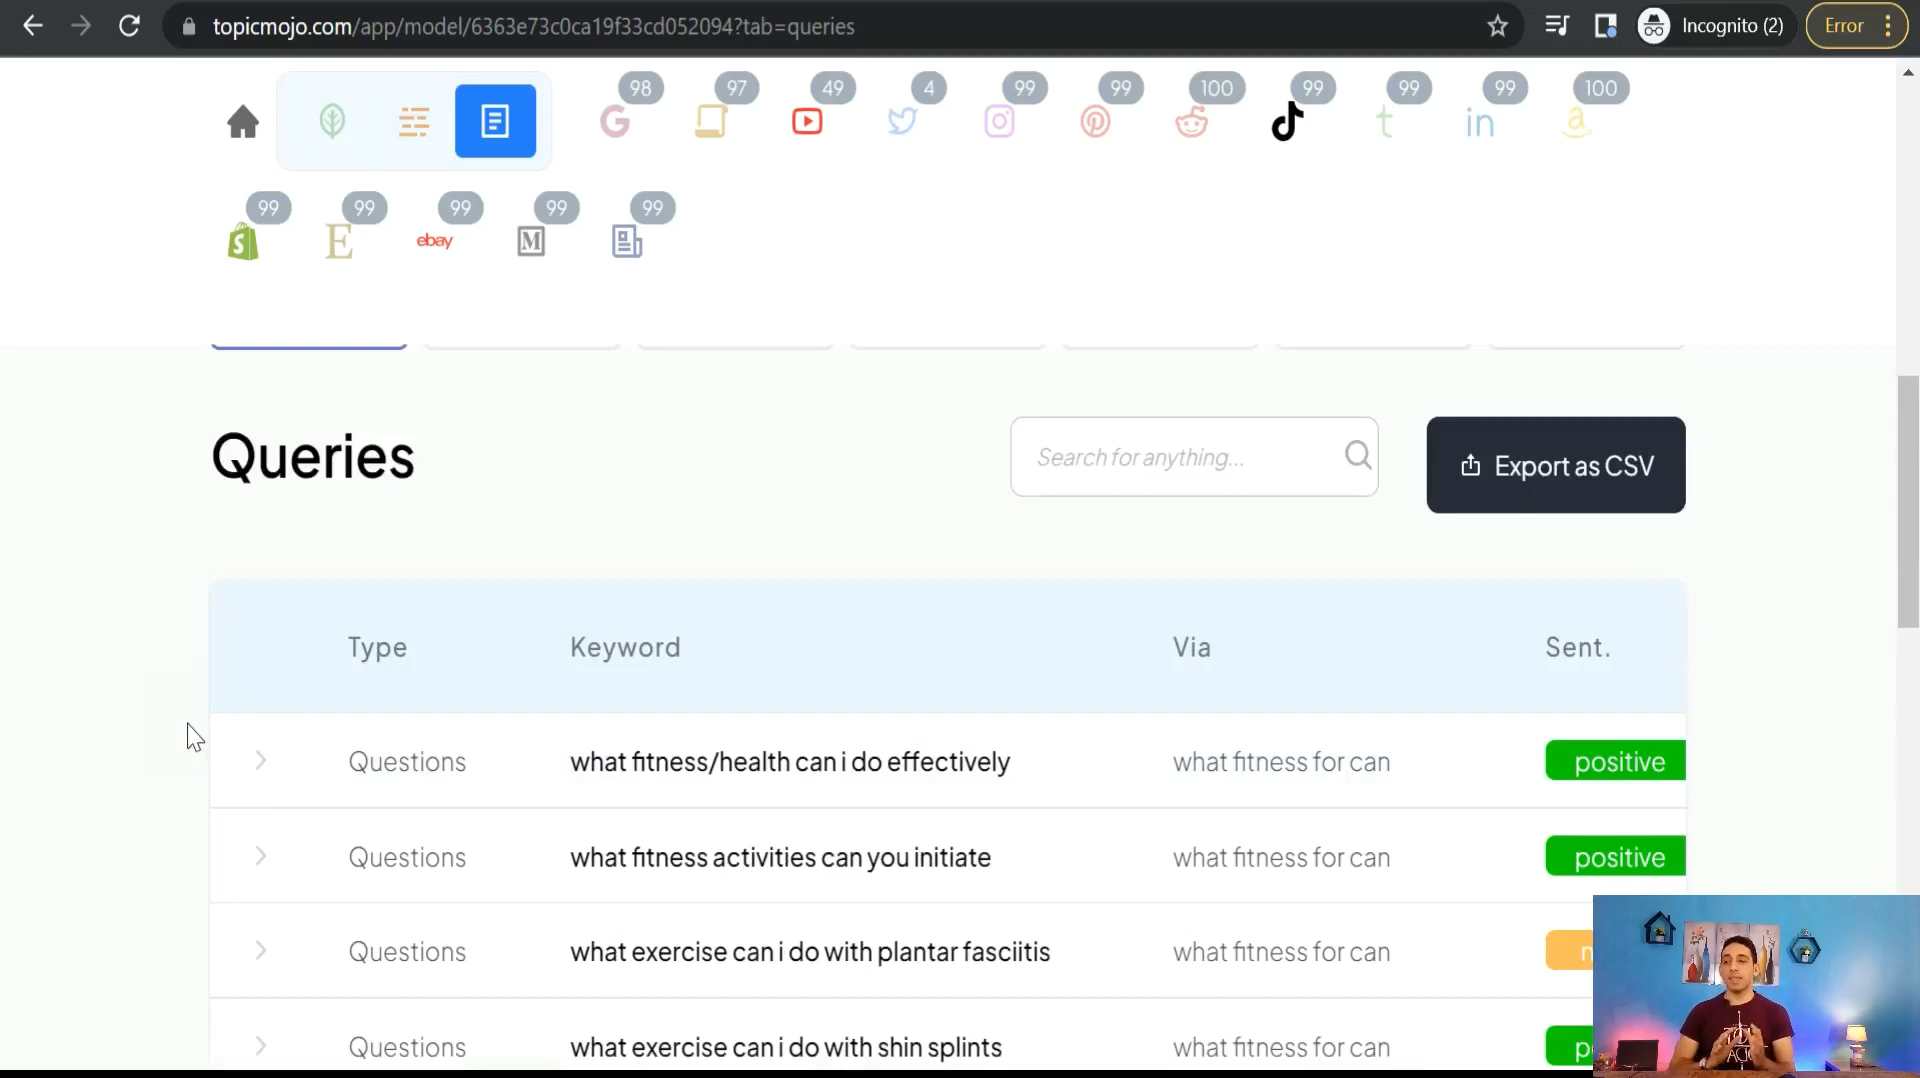 topicmojo.com/app/model/6363e73c0ca19f33cd052094?tab=queries
Incognito (2)
Error
98 97 49 4 99 99 100 99 99 99 100
G t in a
99 99 99 99 99
S E ebay M
Queries
Search for anything...
Export as CSV
Type Keyword Via Sent.
Questions what fitness/health can i do effectively what fitness for can positive
Questions what fitness activities can you initiate what fitness for can positive
Questions what exercise can i do with plantar fasciitis what fitness for can n
Questions what exercise can i do with shin splints what fitness for can p